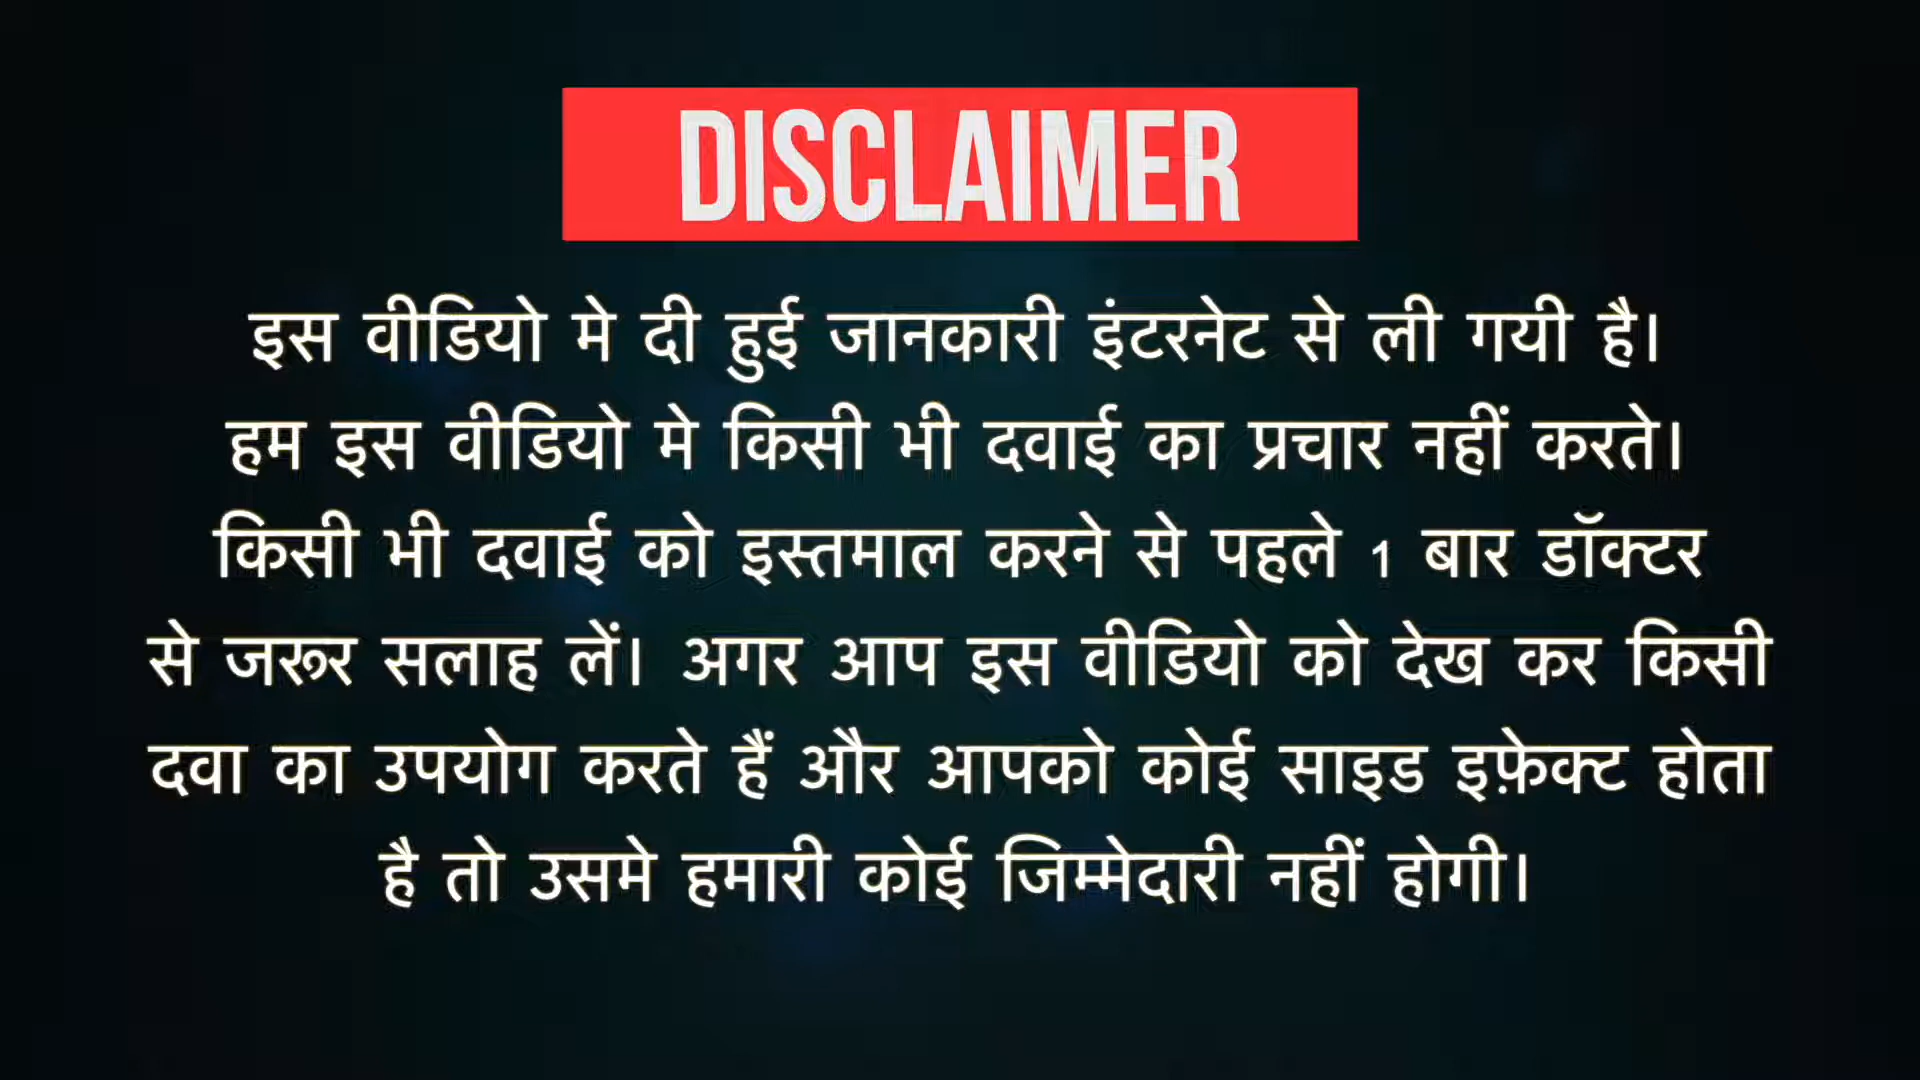 DISCLAIMER
इस वीडियो मे दी हुई जानकारी इंटरनेट से ली गयी है।
हम इस वीडियो मे किसी भी दवाई का प्रचार नहीं करते।
किसी भी दवाई को इस्तमाल करने से पहले 1 बार डॉक्टर
से जरूर सलाह लें। अगर आप इस वीडियो को देख कर किसी
दवा का उपयोग करते हैं और आपको कोई साइड इफ़ेक्ट होता
है तो उसमे हमारी कोई जिम्मेदारी नहीं होगी।